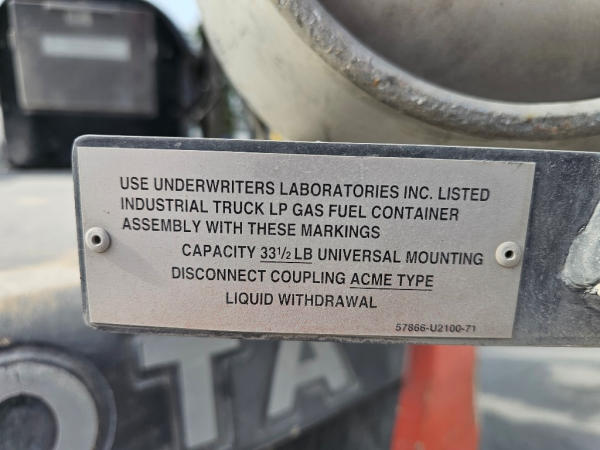 USE UNDERWRITERS LABORATORIES INC. LISTED
INDUSTRIAL TRUCK LP GAS FUEL CONTAINER
ASSEMBLY WITH THESE MARKINGS
CAPACITY 33½ LB UNIVERSAL MOUNTING
DISCONNECT COUPLING ACME TYPE
LIQUID WITHDRAWAL
57866-U2100-71
OTA